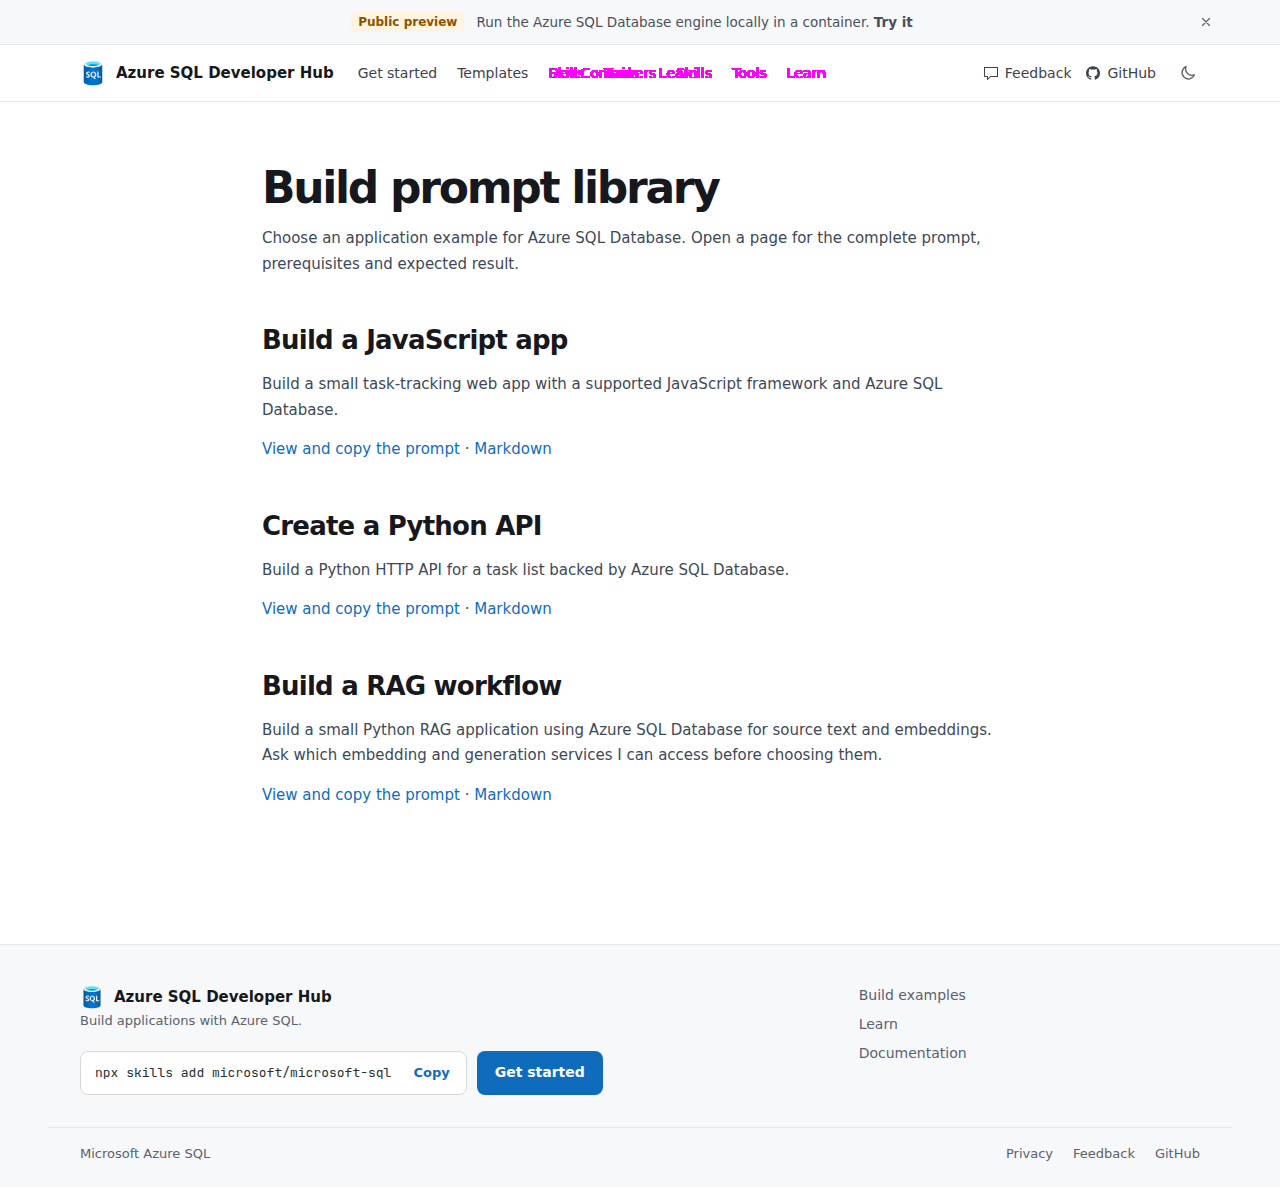 Public preview Run the Azure SQL Database engine locally in a container. Try it
Azure SQL Developer Hub Get started Templates Tools Learn Feedback GitHub
Build prompt library
Choose an application example for Azure SQL Database. Open a page for the complete prompt,
prerequisites and expected result.
Build a JavaScript app
Build a small task-tracking web app with a supported JavaScript framework and Azure SQL
Database.
View and copy the prompt · Markdown
Create a Python API
Build a Python HTTP API for a task list backed by Azure SQL Database.
View and copy the prompt · Markdown
Build a RAG workflow
Build a small Python RAG application using Azure SQL Database for source text and embeddings.
Ask which embedding and generation services I can access before choosing them.
View and copy the prompt · Markdown
Azure SQL Developer Hub
Build applications with Azure SQL.
npx skills add microsoft/microsoft-sql Copy Get started
Build examples
Learn
Documentation
Microsoft Azure SQL Privacy Feedback GitHub